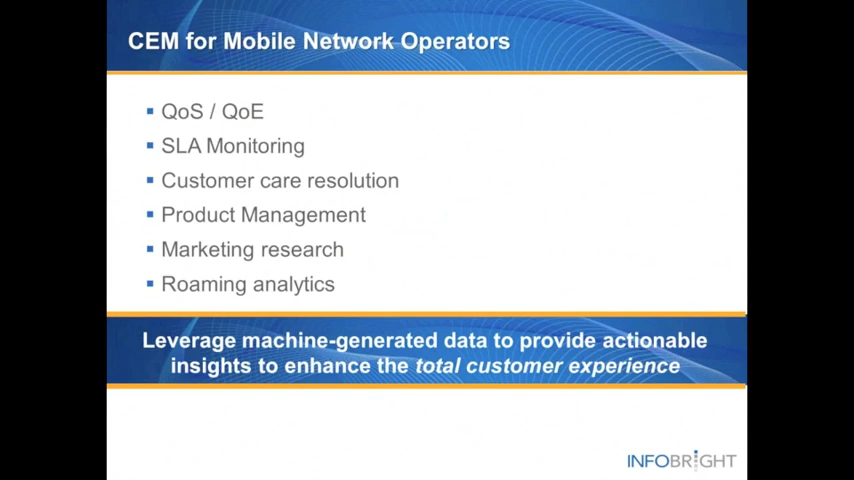 CEM for Mobile Network Operators
QoS / QoE
SLA Monitoring
Customer care resolution
Product Management
Marketing research
Roaming analytics
Leverage machine-generated data to provide actionable
insights to enhance the total customer experience
INFOBRIGHT